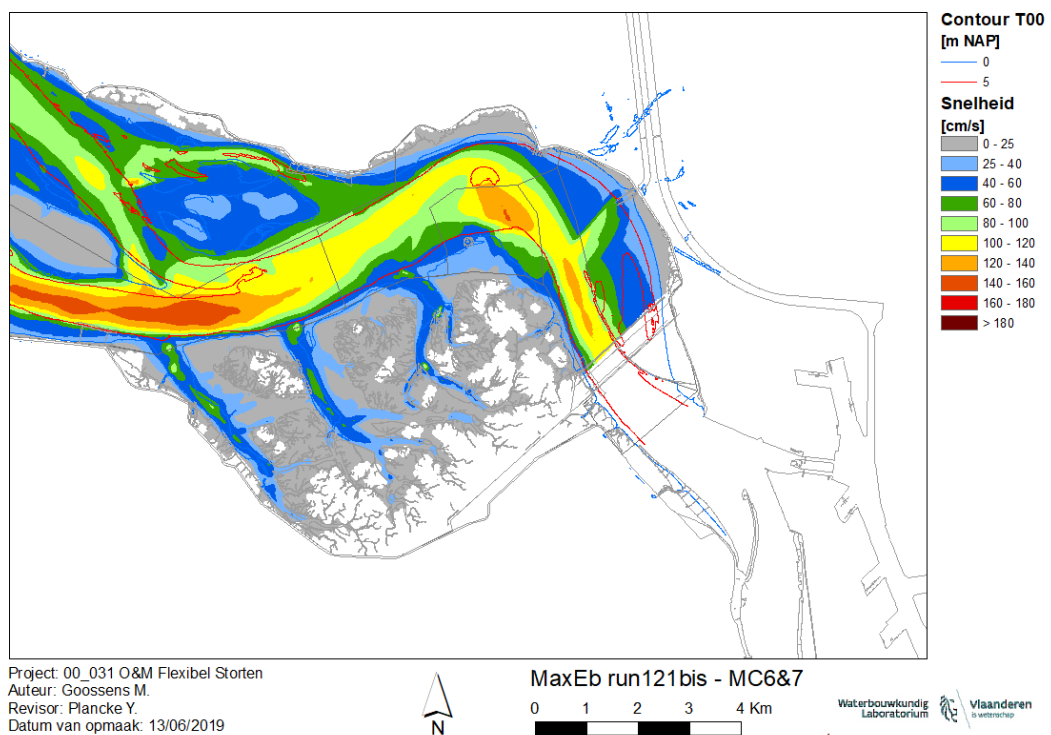 Contour T00
[m NAP]
0
5
Snelheid
[cm/s]
0 - 25
25 - 40
40 - 60
60 - 80
80 - 100
100 - 120
120 - 140
140 - 160
160 - 180
> 180
Project: 00_031 O&M Flexibel Storten
Auteur: Goossens M.
Revisor: Plancke Y.
Datum van opmaak: 13/06/2019
N
MaxEb run121bis - MC6&7
0 1 2 3 4 Km
Waterbouwkundig
Laboratorium
Vlaanderen
is wetenschap